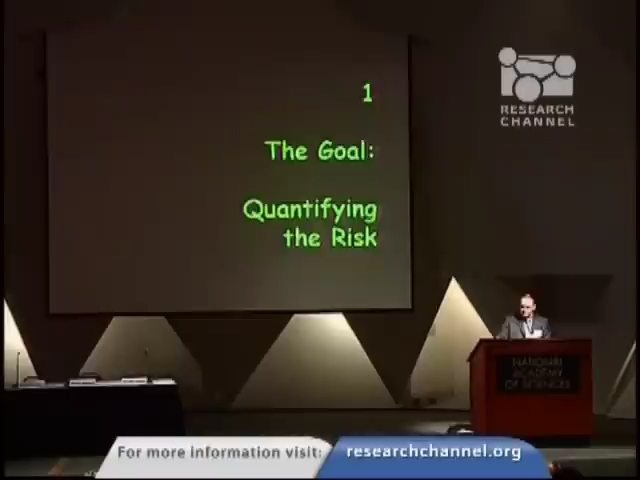 1
The Goal:
Quantifying
the Risk
RESEARCH
CHANNEL
NATIONAL
ACADEMY
OF SCIENCES
For more information visit:
researchchannel.org